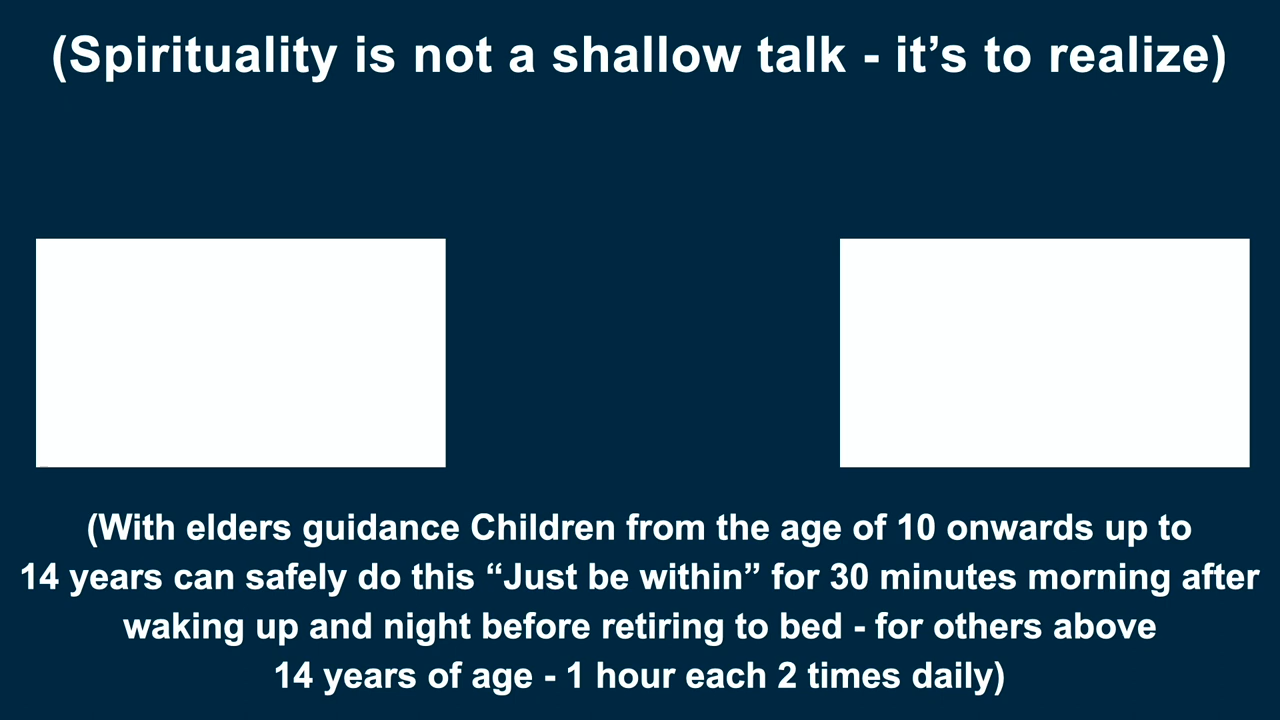 (Spirituality is not a shallow talk - it’s to realize)
(With elders guidance Children from the age of 10 onwards up to
14 years can safely do this “Just be within” for 30 minutes morning after
waking up and night before retiring to bed - for others above
14 years of age - 1 hour each 2 times daily)